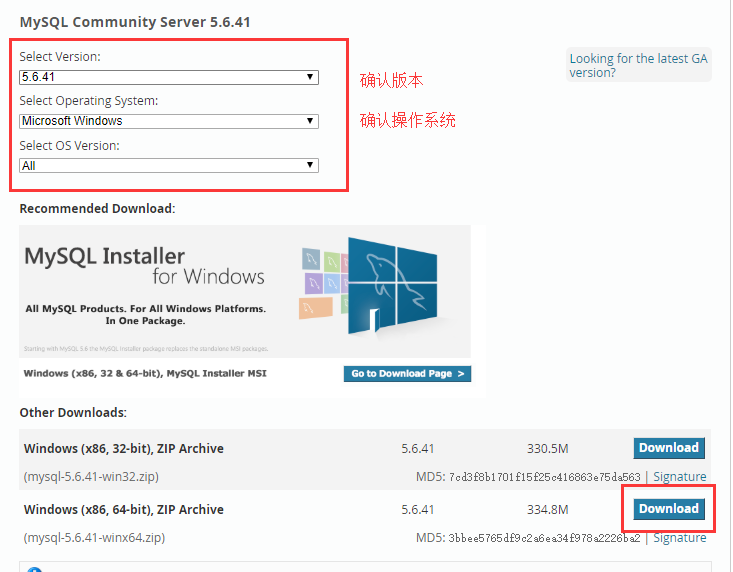 MySQL Community Server 5.6.41
Select Version:
5.6.41
确认版本
Looking for the latest GA
version?
Select Operating System:
Microsoft Windows
确认操作系统
Select OS Version:
All
Recommended Download:
MySQL Installer
for Windows
All MySQL Products. For All Windows Platforms.
In One Package.
Starting with MySQL 5.6 the MySQL Installer package replaces the standalone MSI packages.
Windows (x86, 32 & 64-bit), MySQL Installer MSI
Go to Download Page >
Other Downloads:
Windows (x86, 32-bit), ZIP Archive 5.6.41 330.5M Download
(mysql-5.6.41-win32.zip) MD5: 7cd3f8b1701f15f25c416863e75da563 | Signature
Windows (x86, 64-bit), ZIP Archive 5.6.41 334.8M Download
(mysql-5.6.41-winx64.zip) MD5: 3bbee5765df9c2a6ea34f978a2226ba2 | Signature